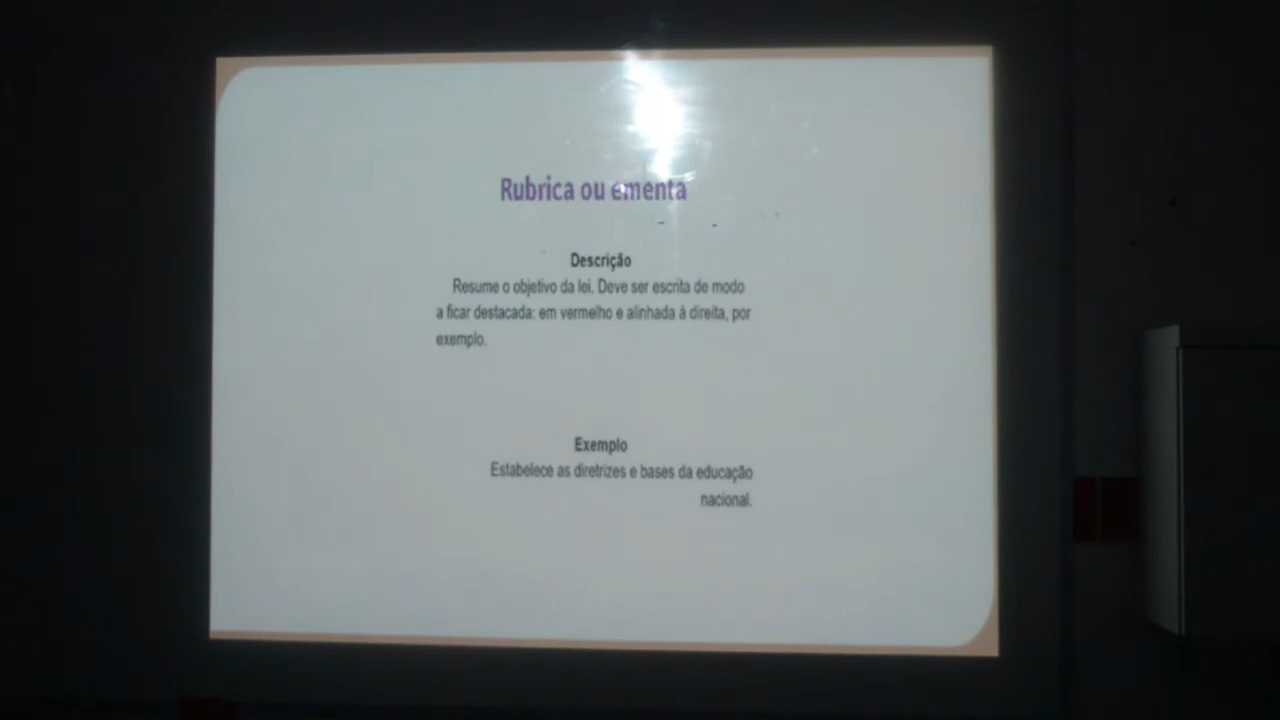 Rubrica ou ementa
Descrição
Resume o objetivo da lei. Deve ser escrita de modo
a ficar destacada: em vermelho e alinhada à direita, por
exemplo.
Exemplo
Estabelece as diretrizes e bases da educação
nacional.